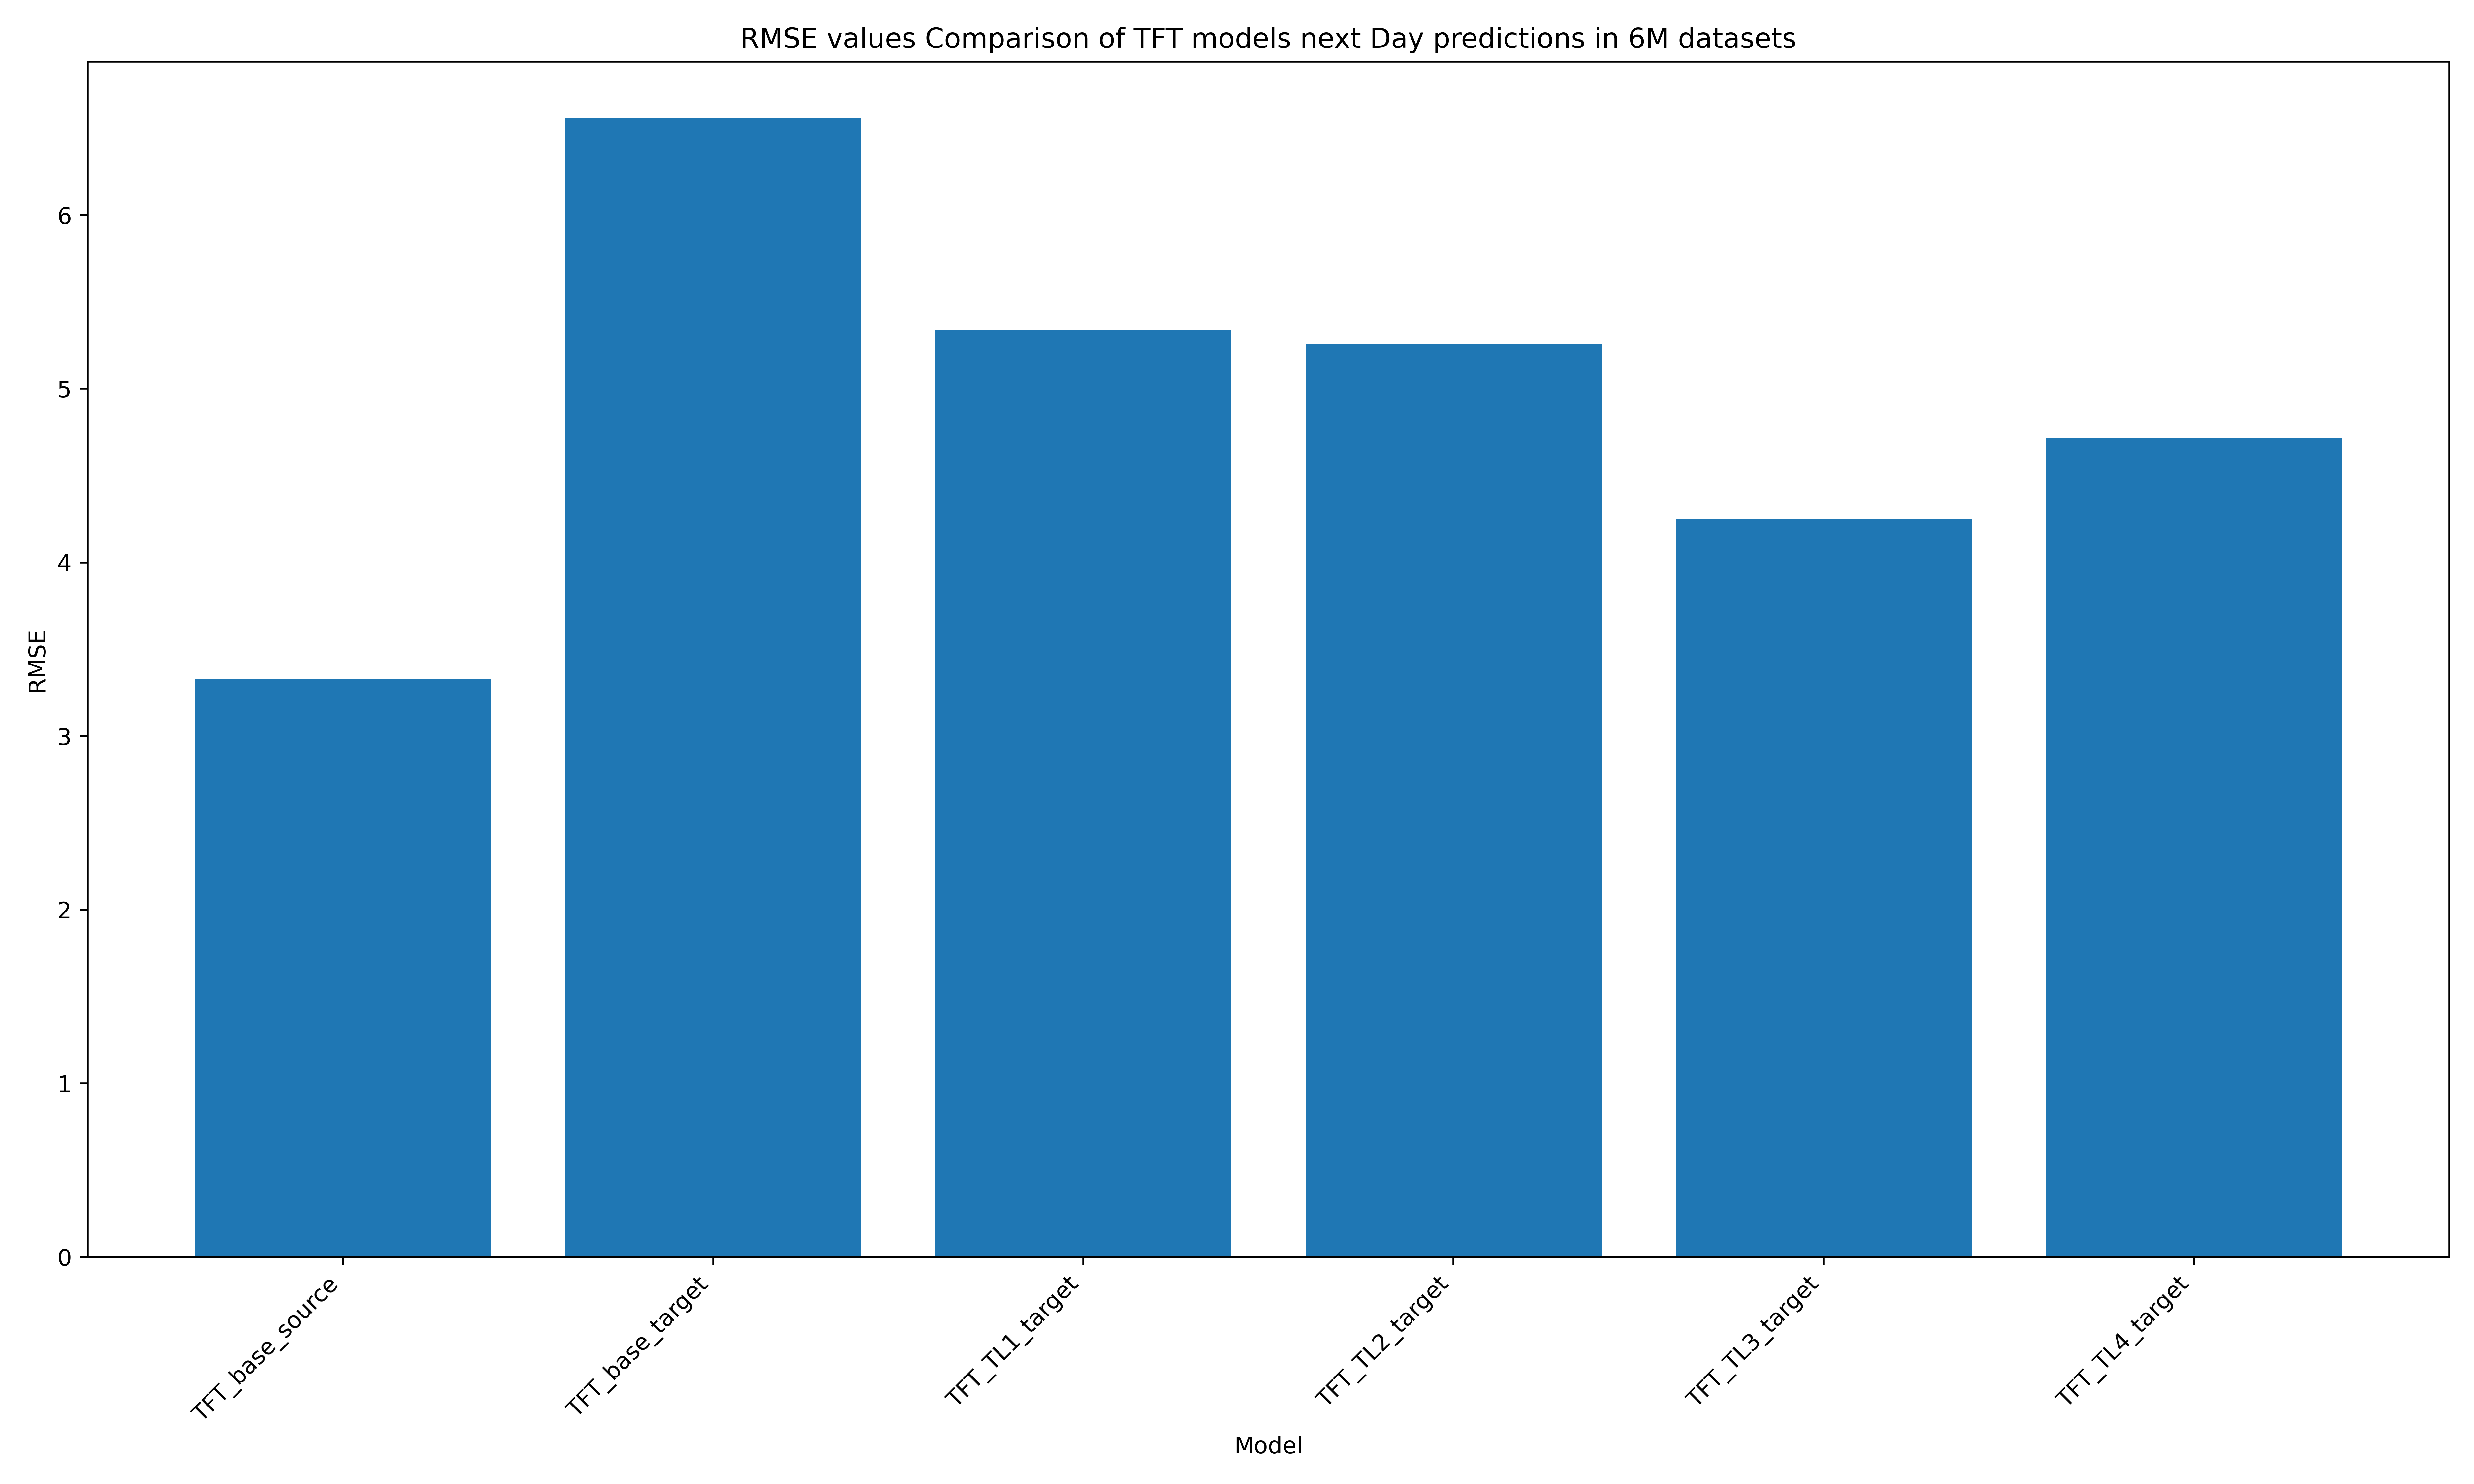 RMSE values Comparison of TFT models next Day predictions in 6M datasets
RMSE
6
5
4
3
2
1
0
TFT_base_source
TFT_base_target
TFT_TL1_target
TFT_TL2_target
TFT_TL3_target
TFT_TL4_target
Model